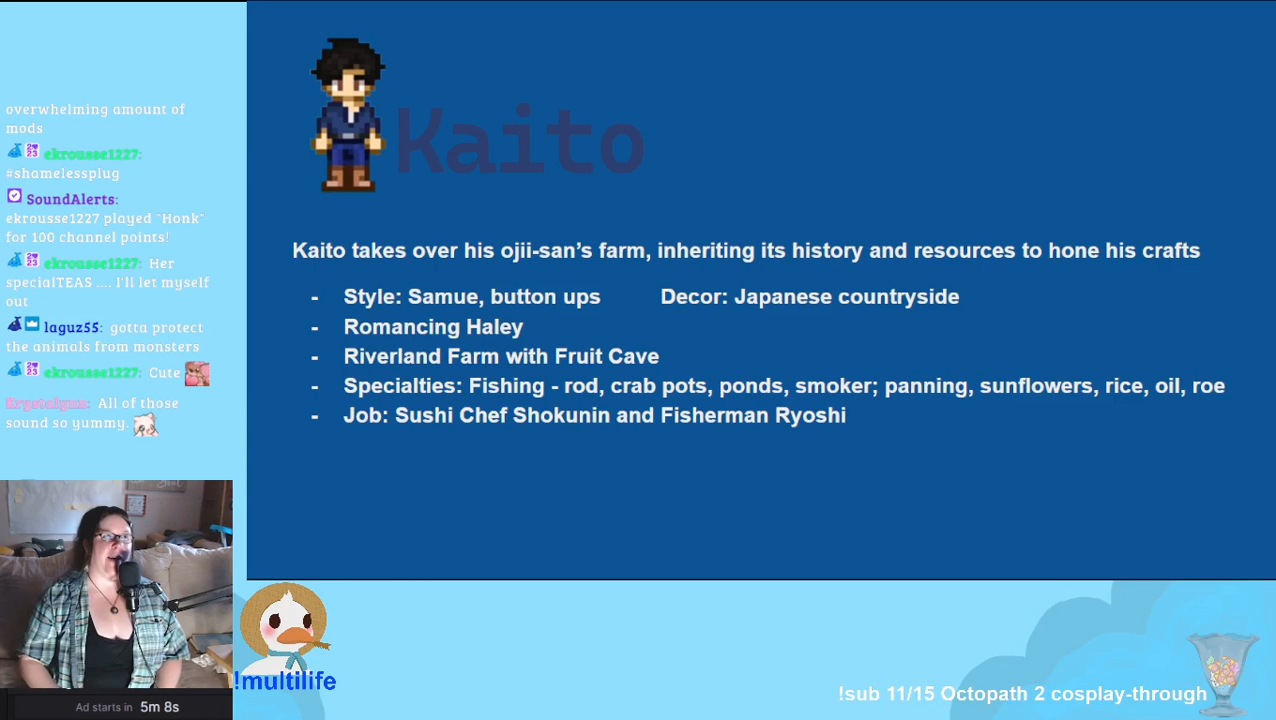 overwhelming amount of
mods
ekrousse1227:
#shamelessplug
SoundAlerts:
ekrousse1227 played "Honk"
for 100 channel points!
ekrousse1227: Her
specialTEAS .... I'll let myself
out
laguz55: gotta protect
the animals from monsters
ekrousse1227: Cute
All of those
sound so yummy.
Ad starts in 5m 8s
Kaito
Kaito takes over his ojii-san's farm, inheriting its history and resources to hone his crafts
- Style: Samue, button ups Decor: Japanese countryside
- Romancing Haley
- Riverland Farm with Fruit Cave
- Specialties: Fishing - rod, crab pots, ponds, smoker; panning, sunflowers, rice, oil, roe
- Job: Sushi Chef Shokunin and Fisherman Ryoshi
!multilife
!sub 11/15 Octopath 2 cosplay-through